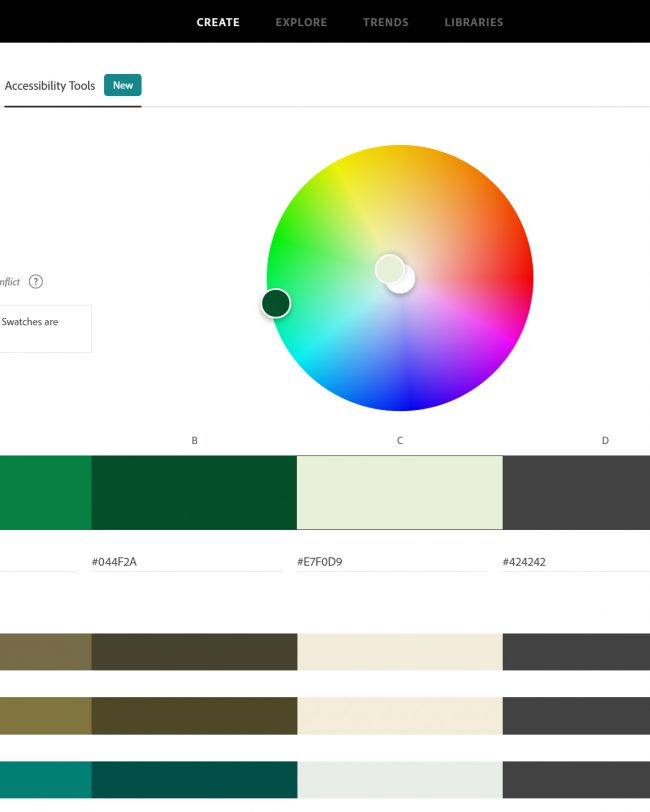 CREATE EXPLORE TRENDS LIBRARIES
Accessibility Tools New
nflict ?
Swatches are
B C D
#044F2A #E7F0D9 #424242